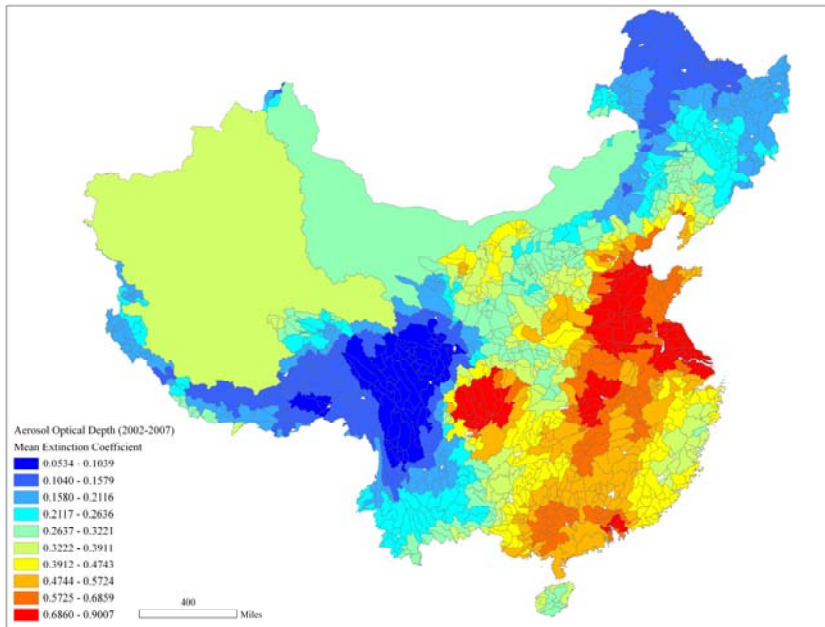 Aerosol Optical Depth (2002-2007)
Mean Extinction Coefficient
0.0534 - 0.1039
0.1040 - 0.1579
0.1580 - 0.2116
0.2117 - 0.2636
0.2637 - 0.3221
0.3222 - 0.3911
0.3912 - 0.4743
0.4744 - 0.5724
0.5725 - 0.6859
0.6860 - 0.9007
400
Miles